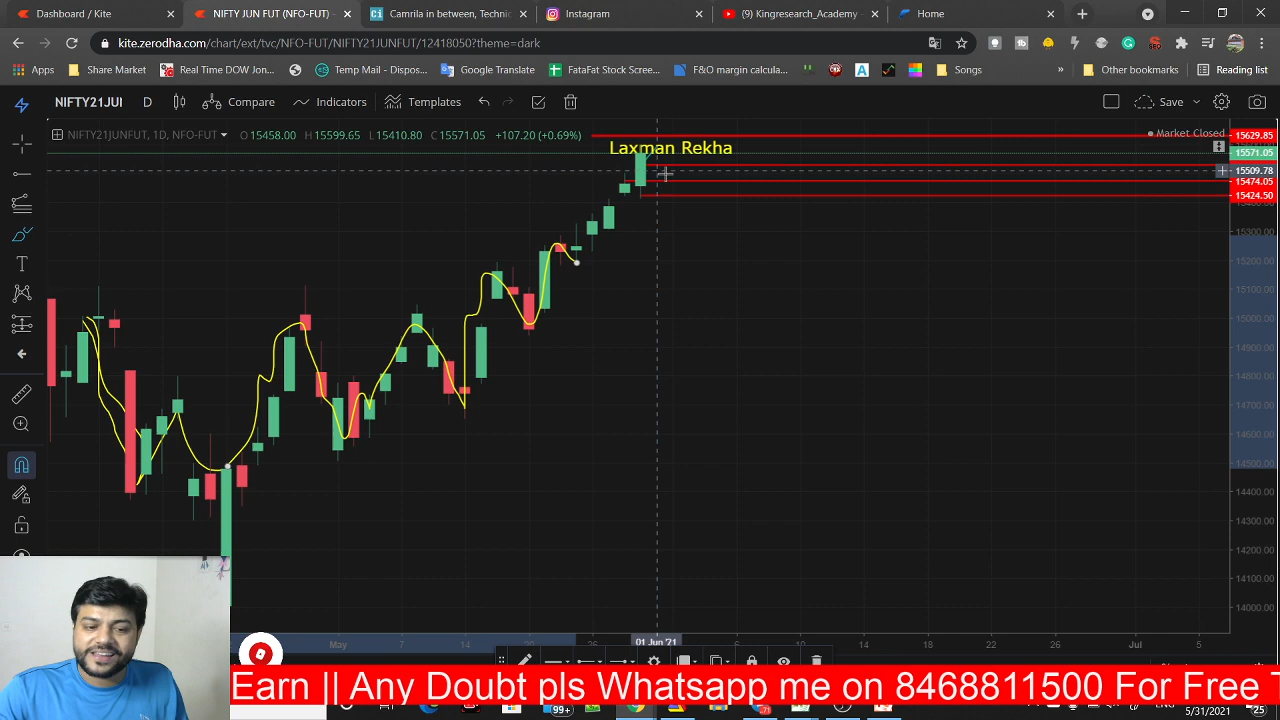 Dashboard / Kite
NIFTY JUN FUT (NFO-FUT)
Camrila in between, Technic
Instagram
(9) Kingresearch_Academy -
Home
kite.zerodha.com/chart/ext/tvc/NFO-FUT/NIFTY21JUNFUT/12418050?theme=dark
Apps
Share Market
Real Time DOW Jon...
Temp Mail - Dispos...
Google Translate
FataFat Stock Scree...
F&O margin calcula...
Songs
Other bookmarks
Reading list
NIFTY21JUI
D
Compare
Indicators
Templates
Save
NIFTY21JUNFUT, 1D, NFO-FUT
O 15458.00 H 15599.65 L 15410.80 C 15571.05 +107.20 (+0.69%)
Market Closed
15629.85
Laxman Rekha
15571.05
15509.78
15474.05
15424.50
15300.00
15200.00
15100.00
15000.00
14900.00
14800.00
14700.00
14600.00
14500.00
14400.00
14300.00
14200.00
14100.00
14000.00
May
14
01 Jun '21
6
10
14
18
22
26
Jul
5
Earn || Any Doubt pls Whatsapp me on 8468811500 For Free T
99+
5/31/2021
25